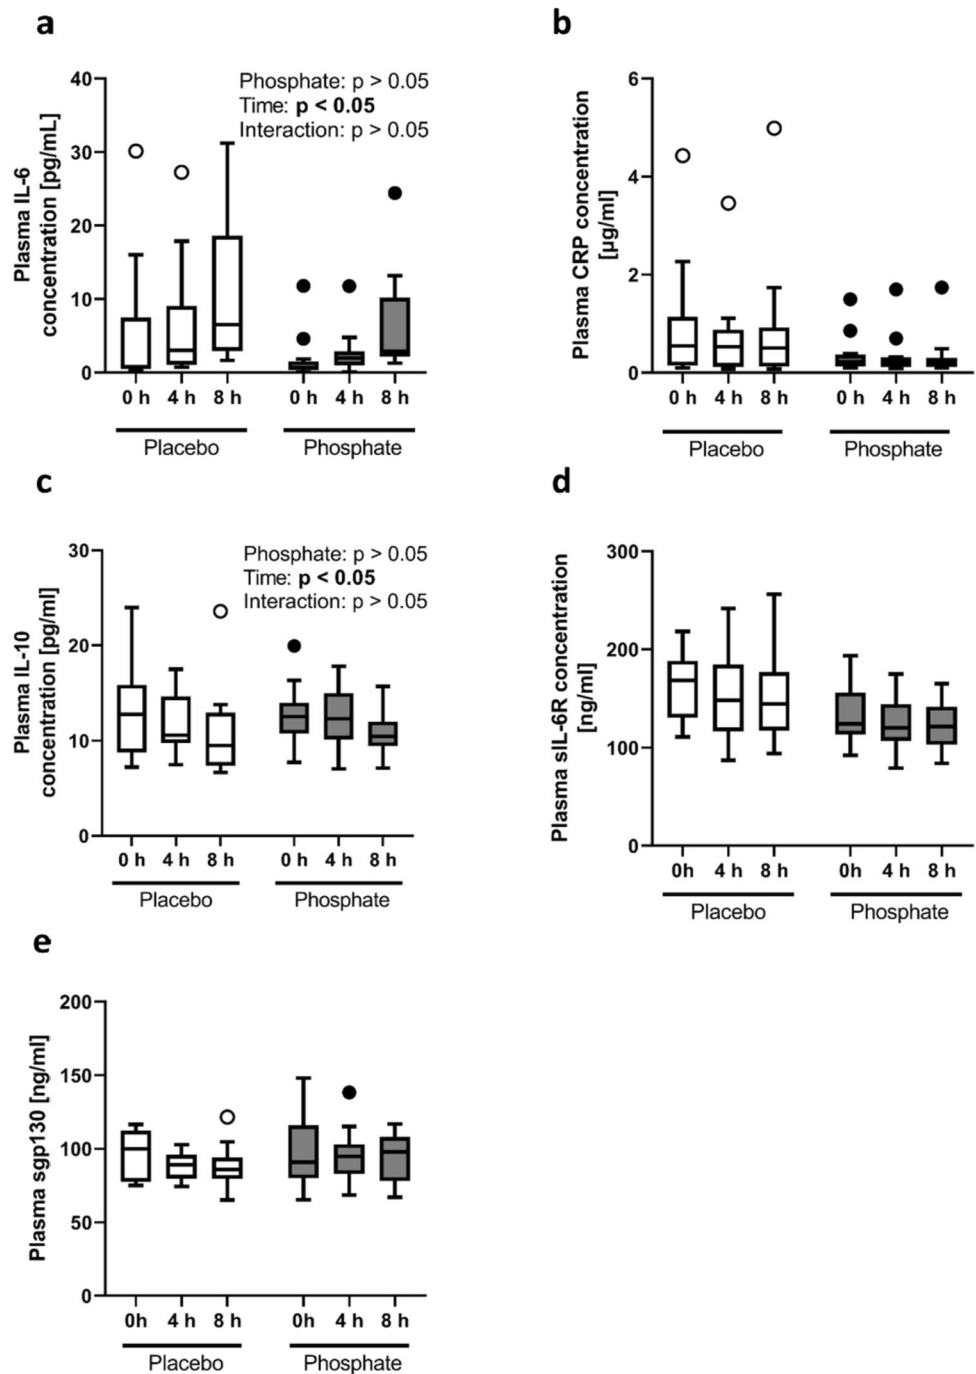 a
Plasma IL-6
concentration [pg/mL]
40
30
20
10
0
Phosphate: p > 0.05
Time: p < 0.05
Interaction: p > 0.05
0 h 4 h 8 h 0 h 4 h 8 h
Placebo Phosphate
b
Plasma CRP concentration
[µg/ml]
6
4
2
0
0 h 4 h 8 h 0 h 4 h 8 h
Placebo Phosphate
c
Plasma IL-10
concentration [pg/ml]
30
20
10
0
Phosphate: p > 0.05
Time: p < 0.05
Interaction: p > 0.05
0 h 4 h 8 h 0 h 4 h 8 h
Placebo Phosphate
d
Plasma sIL-6R concentration
[ng/ml]
300
200
100
0
0h 4 h 8 h 0h 4 h 8 h
Placebo Phosphate
e
Plasma sgp130 [ng/ml]
200
150
100
50
0
0h 4 h 8 h 0h 4 h 8 h
Placebo Phosphate